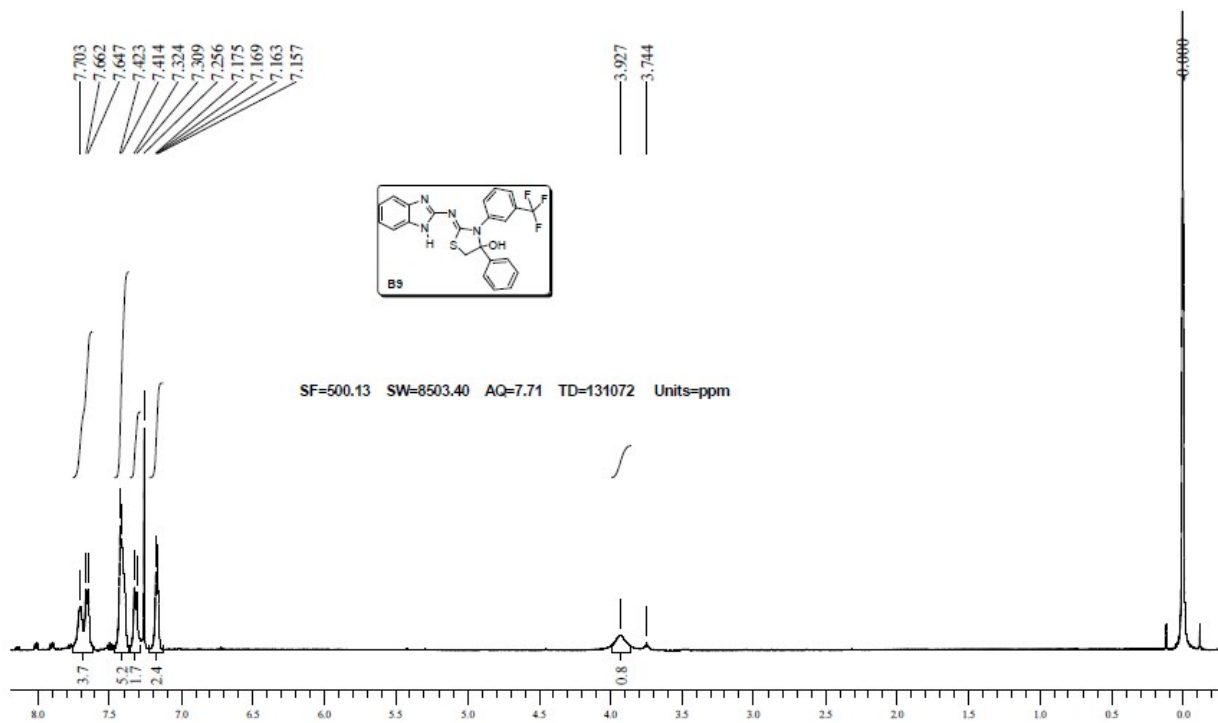 7.703
7.662
7.647
7.423
7.414
7.324
7.309
7.256
7.175
7.169
7.163
7.157
3.927
3.744
-0.000
N
N
N
H
S
N
OH
F
F
F
B9
SF=500.13 SW=8503.40 AQ=7.71 TD=131072 Units=ppm
3.7
5.2
1.7
2.4
0.8
8.0 7.5 7.0 6.5 6.0 5.5 5.0 4.5 4.0 3.5 3.0 2.5 2.0 1.5 1.0 0.5 0.0